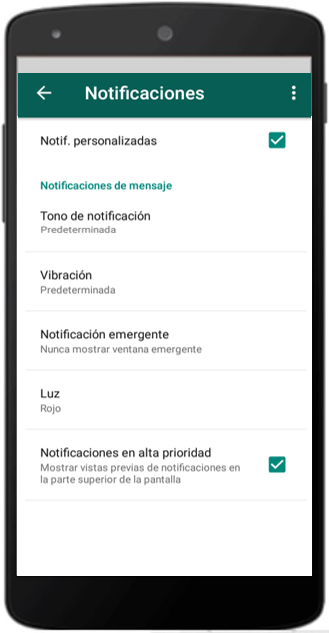 Notificaciones
Notif. personalizadas
Notificaciones de mensaje
Tono de notificación
Predeterminada
Vibración
Predeterminada
Notificación emergente
Nunca mostrar ventana emergente
Luz
Rojo
Notificaciones en alta prioridad
Mostrar vistas previas de notificaciones en
la parte superior de la pantalla